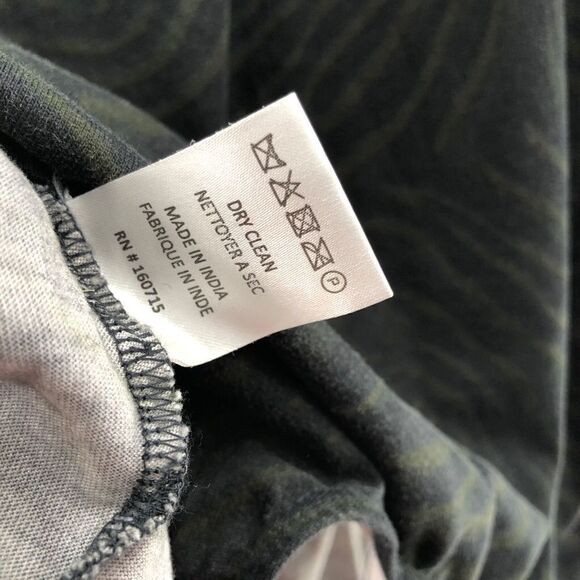 P
DRY CLEAN
NETTOYER A SEC
MADE IN INDIA
FABRIQUE IN INDE
RN # 160715